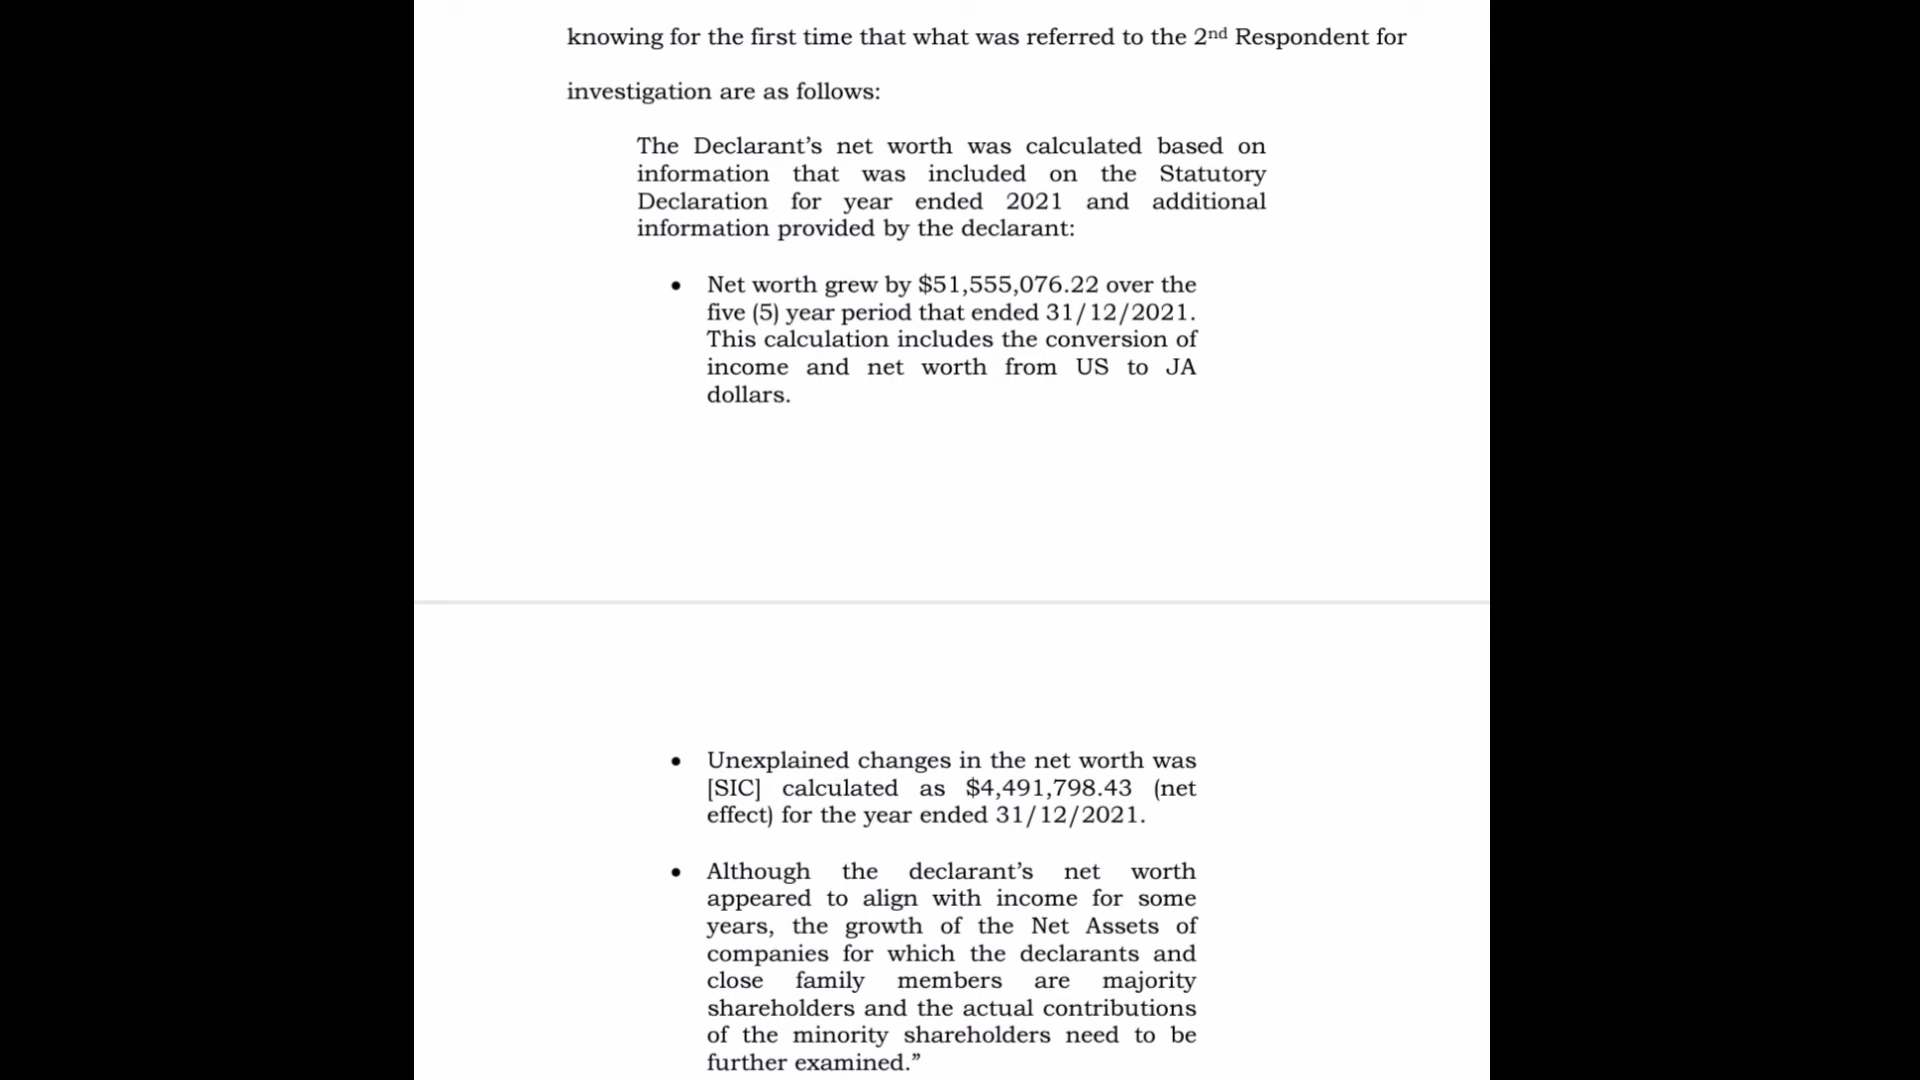 knowing for the first time that what was referred to the 2nd Respondent for
investigation are as follows:
The Declarant’s net worth was calculated based on
information that was included on the Statutory
Declaration for year ended 2021 and additional
information provided by the declarant:
• Net worth grew by $51,555,076.22 over the
five (5) year period that ended 31/12/2021.
This calculation includes the conversion of
income and net worth from US to JA
dollars.
• Unexplained changes in the net worth was
[SIC] calculated as $4,491,798.43 (net
effect) for the year ended 31/12/2021.
• Although the declarant’s net worth
appeared to align with income for some
years, the growth of the Net Assets of
companies for which the declarants and
close family members are majority
shareholders and the actual contributions
of the minority shareholders need to be
further examined.”